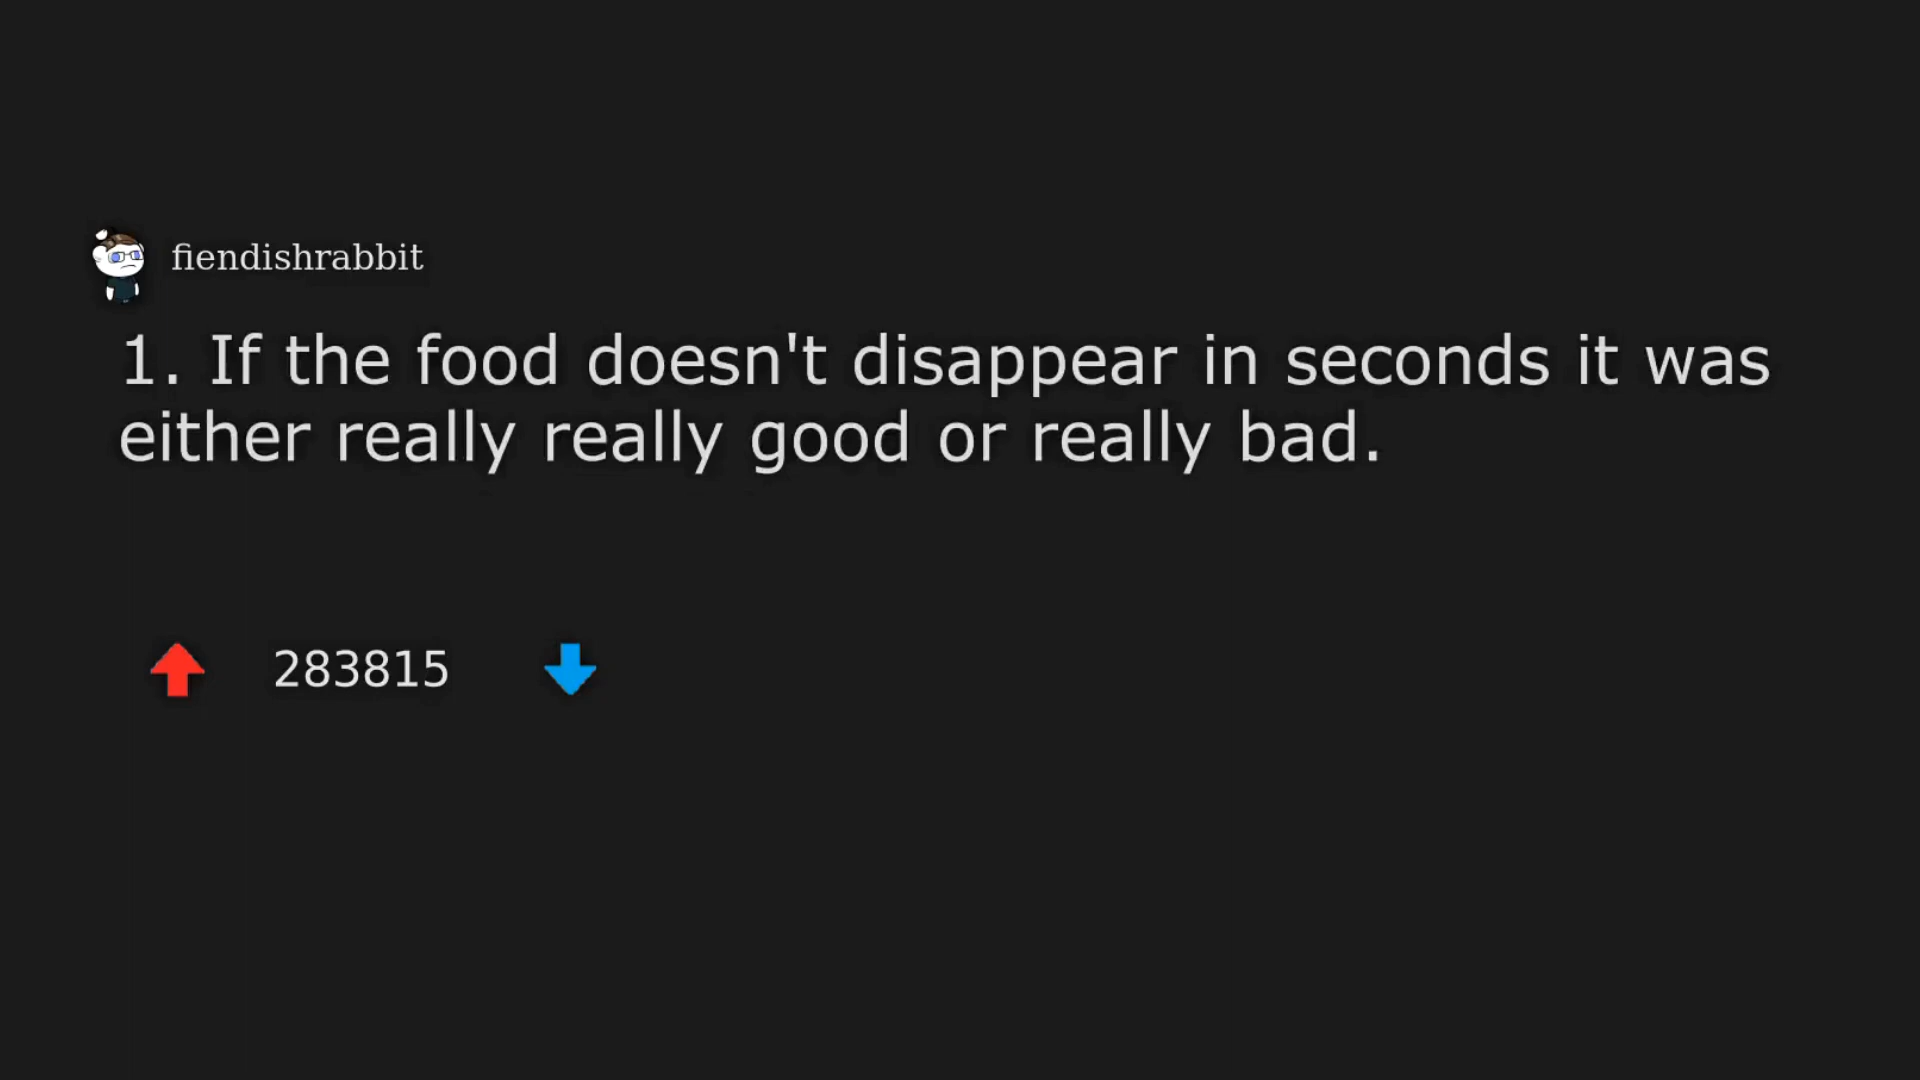 fiendishrabbit
1. If the food doesn't disappear in seconds it was
either really really good or really bad.
283815